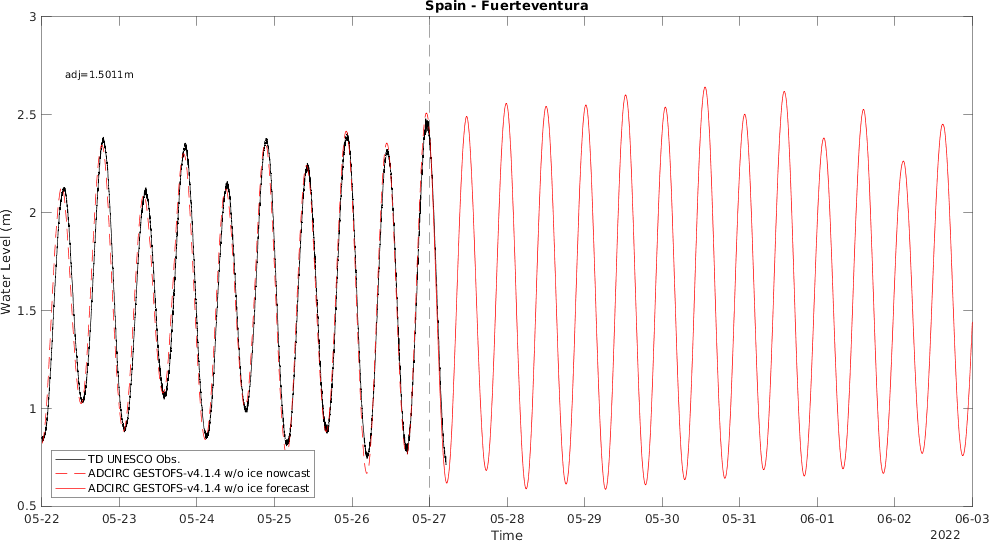 Spain - Fuerteventura
3
adj=1.5011m
2.5
2
Water Level (m)
1.5
1
TD UNESCO Obs.
ADCIRC GESTOFS-v4.1.4 w/o ice nowcast
ADCIRC GESTOFS-v4.1.4 w/o ice forecast
0.5
05-22 05-23 05-24 05-25 05-26 05-27 05-28 05-29 05-30 05-31 06-01 06-02 06-03
Time
2022